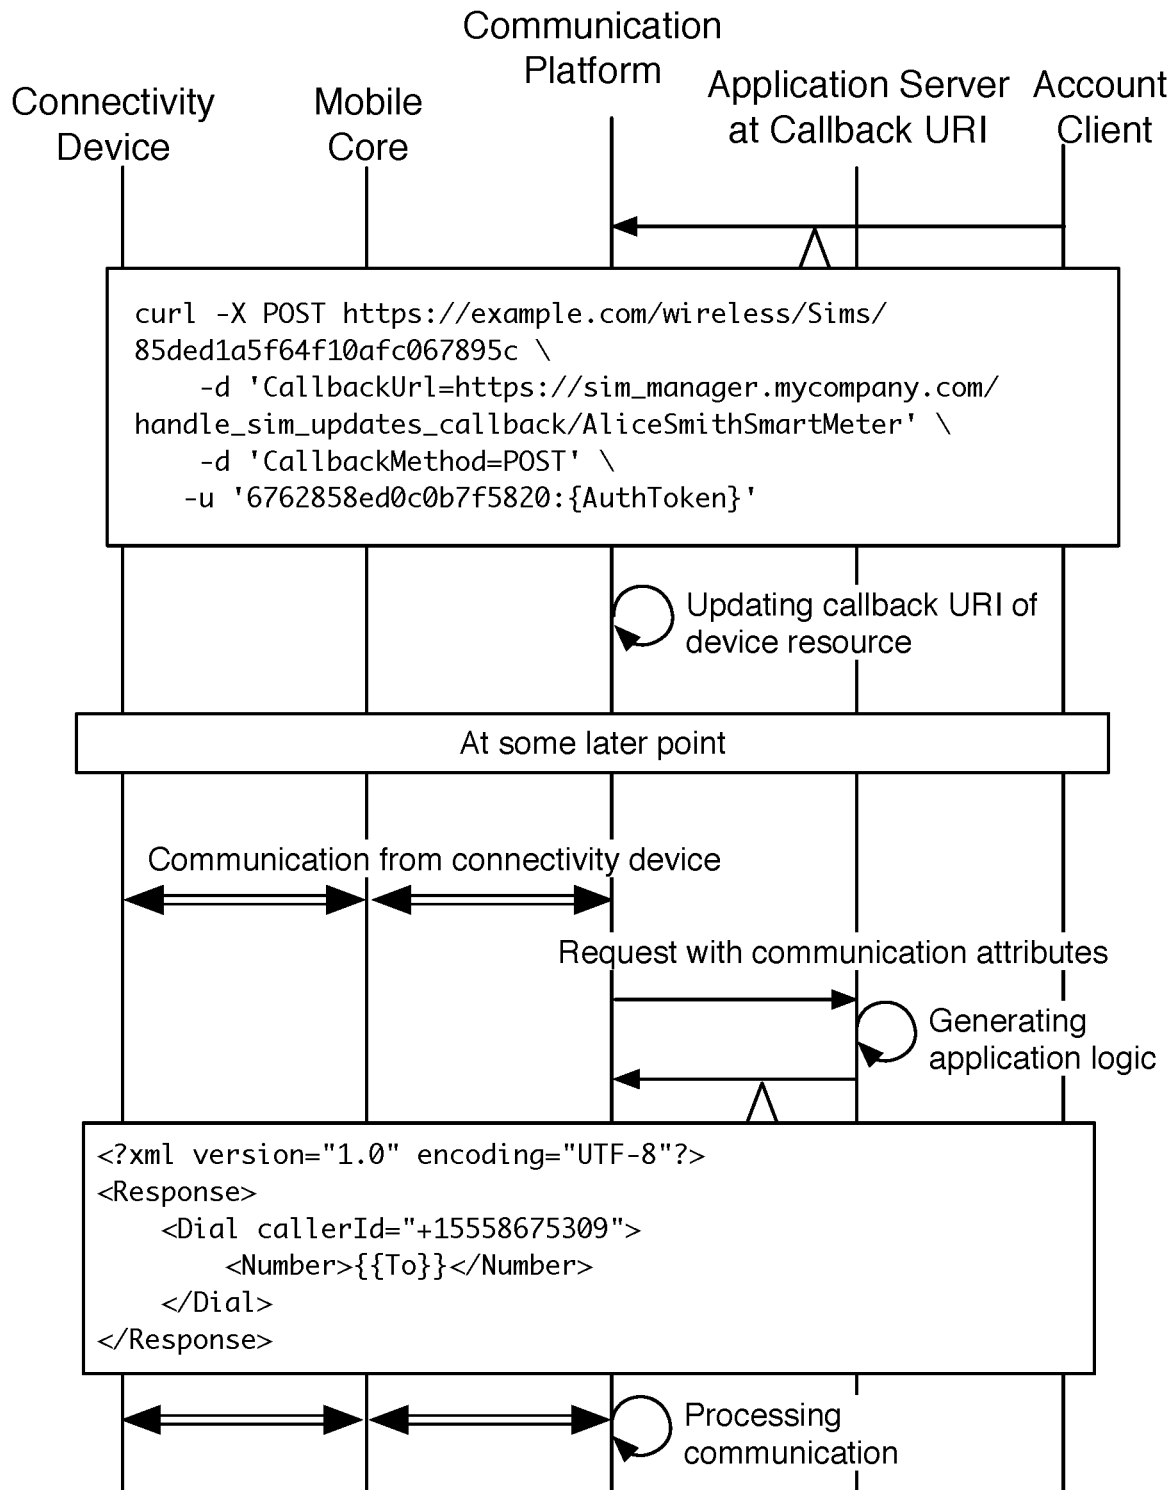 Communication
Platform
Connectivity
Device
Mobile
Core
Application Server
at Callback URI
Account
Client
curl -X POST https://example.com/wireless/Sims/
85ded1a5f64f10afc067895c \
-d 'CallbackUrl=https://sim_manager.mycompany.com/
handle_sim_updates_callback/AliceSmithSmartMeter' \
-d 'CallbackMethod=POST' \
-u '6762858ed0c0b7f5820:{AuthToken}'
Updating callback URI of
device resource
At some later point
Communication from connectivity device
Request with communication attributes
Generating
application logic
<?xml version="1.0" encoding="UTF-8"?>
<Response>
<Dial callerId="+15558675309">
<Number>{{To}}</Number>
</Dial>
</Response>
Processing
communication